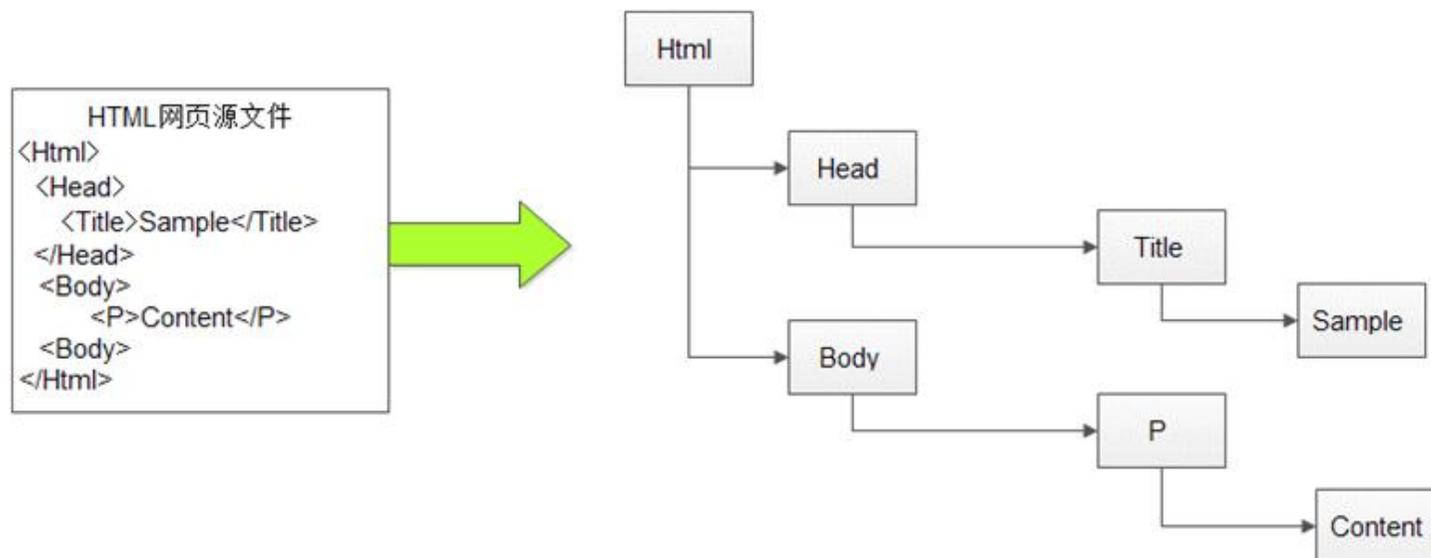 HTML网页源文件
<Html>
<Head>
<Title>Sample</Title>
</Head>
<Body>
<P>Content</P>
<Body>
</Html>
Html
Head
Title
Sample
Body
P
Content